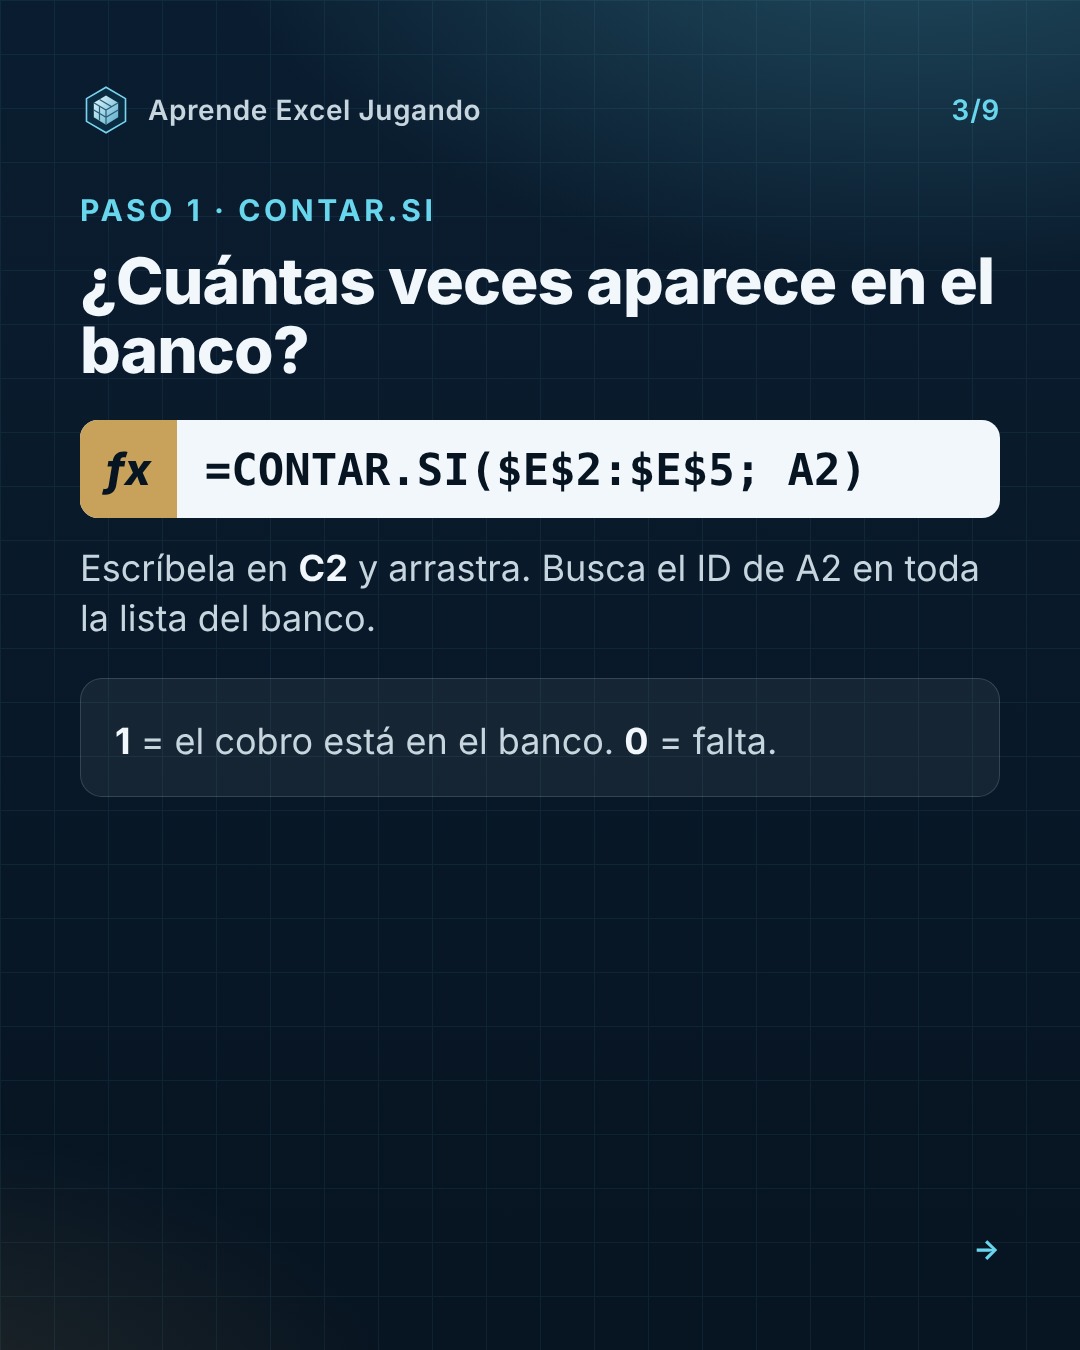 Aprende Excel Jugando
3/9
PASO 1 · CONTAR.SI
¿Cuántas veces aparece en el
banco?
fx =CONTAR.SI($E$2:$E$5; A2)
Escríbela en C2 y arrastra. Busca el ID de A2 en toda
la lista del banco.
1 = el cobro está en el banco. 0 = falta.
→